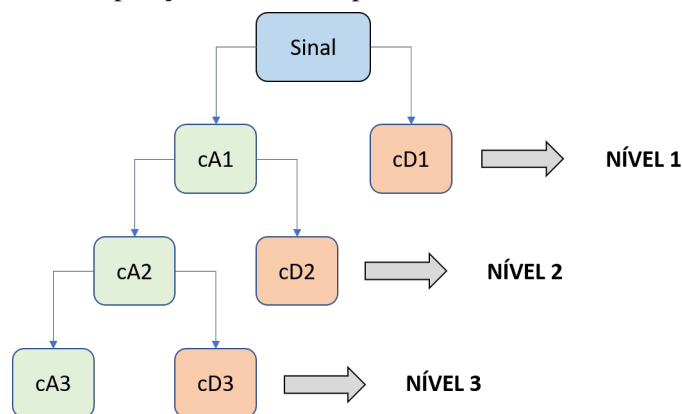 Sinal
cA1
cD1
NÍVEL 1
cA2
cD2
NÍVEL 2
cA3
cD3
NÍVEL 3